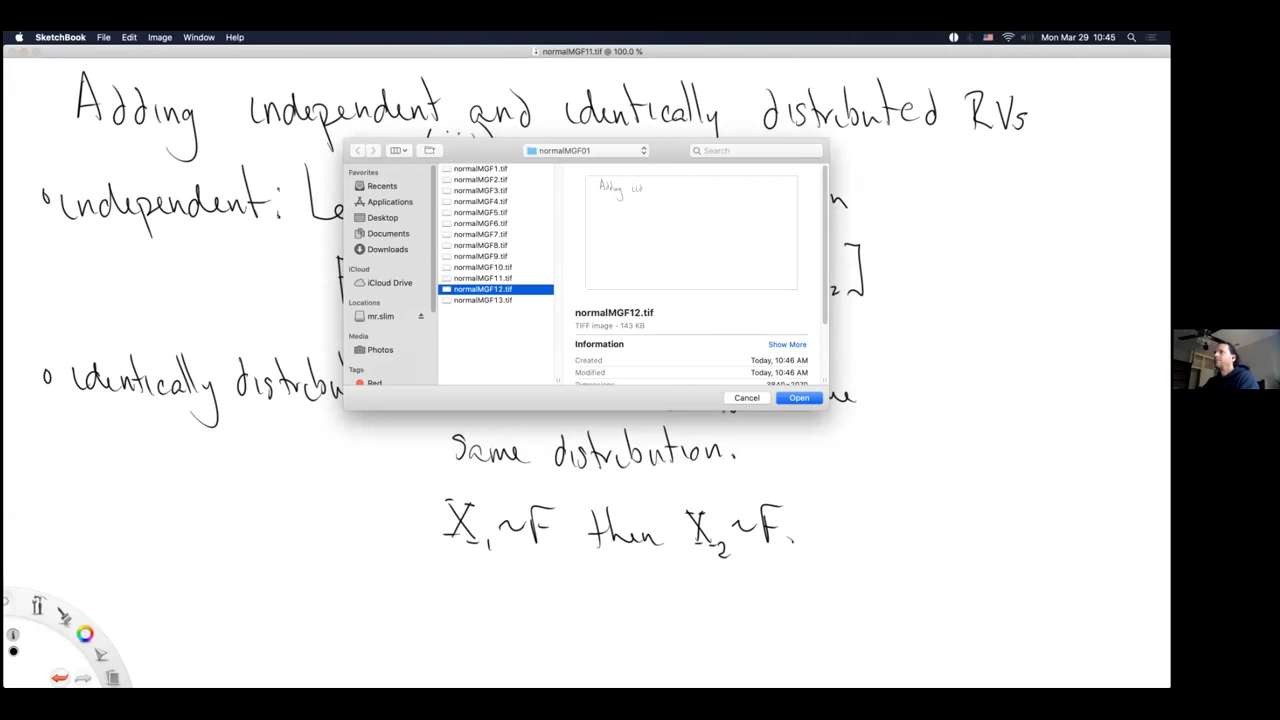 SketchBook File Edit Image Window Help Mon Mar 29 10:45
normalMGF11.tif @ 100.0 %
Adding independent and identically distributed RVs
normalMGF01 Search
Favorites
Recents
Applications
Desktop
Documents
Downloads
iCloud
iCloud Drive
Locations
mr.slim
Media
Photos
Tags
Red
normalMGF1.tif
normalMGF2.tif
normalMGF3.tif
normalMGF4.tif
normalMGF5.tif
normalMGF6.tif
normalMGF7.tif
normalMGF8.tif
normalMGF9.tif
normalMGF10.tif
normalMGF11.tif
normalMGF12.tif
normalMGF13.tif
Adding iid
normalMGF12.tif
TIFF image - 143 KB
Information Show More
Created Today, 10:46 AM
Modified Today, 10:46 AM
Cancel Open
• independent: Le
2 ]
• identically distribu
same distribution.
X1 ~ F then X2 ~ F.